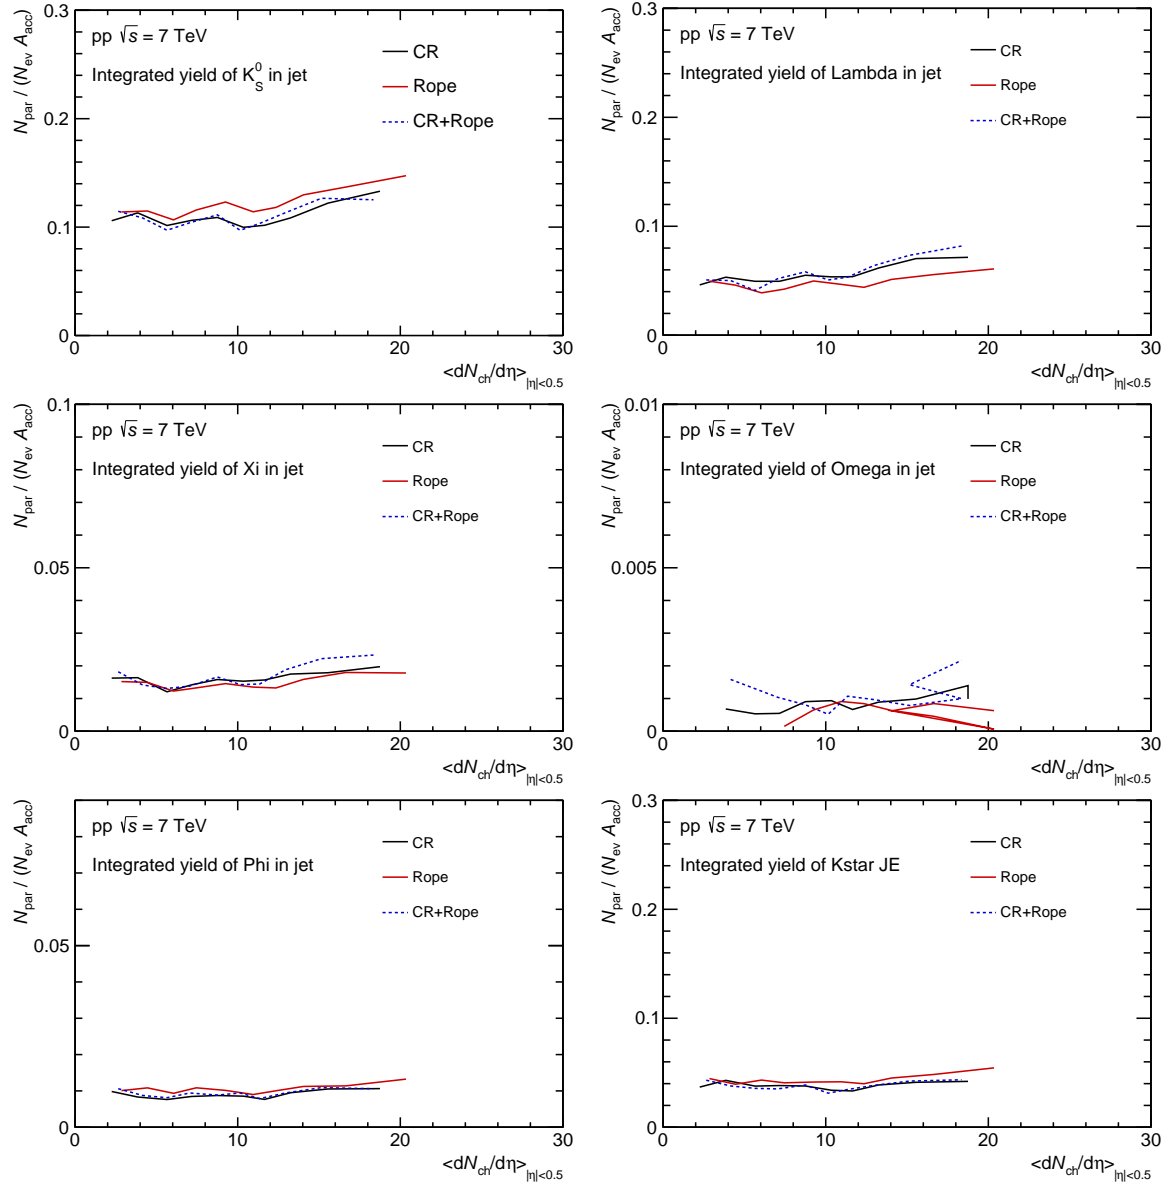 N_par / (N_ev A_acc)
0.3
0.2
0.1
0
pp √s = 7 TeV
Integrated yield of K_S^0 in jet
CR
Rope
CR+Rope
0 10 20 30
<dN_ch/dη>_|η|<0.5
N_par / (N_ev A_acc)
0.3
0.2
0.1
0
pp √s = 7 TeV
Integrated yield of Lambda in jet
CR
Rope
CR+Rope
0 10 20 30
<dN_ch/dη>_|η|<0.5
N_par / (N_ev A_acc)
0.1
0.05
0
pp √s = 7 TeV
Integrated yield of Xi in jet
CR
Rope
CR+Rope
0 10 20 30
<dN_ch/dη>_|η|<0.5
N_par / (N_ev A_acc)
0.01
0.005
0
pp √s = 7 TeV
Integrated yield of Omega in jet
CR
Rope
CR+Rope
0 10 20 30
<dN_ch/dη>_|η|<0.5
N_par / (N_ev A_acc)
0.05
0
pp √s = 7 TeV
Integrated yield of Phi in jet
CR
Rope
CR+Rope
0 10 20 30
<dN_ch/dη>_|η|<0.5
N_par / (N_ev A_acc)
0.3
0.2
0.1
0
pp √s = 7 TeV
Integrated yield of Kstar JE
CR
Rope
CR+Rope
0 10 20 30
<dN_ch/dη>_|η|<0.5